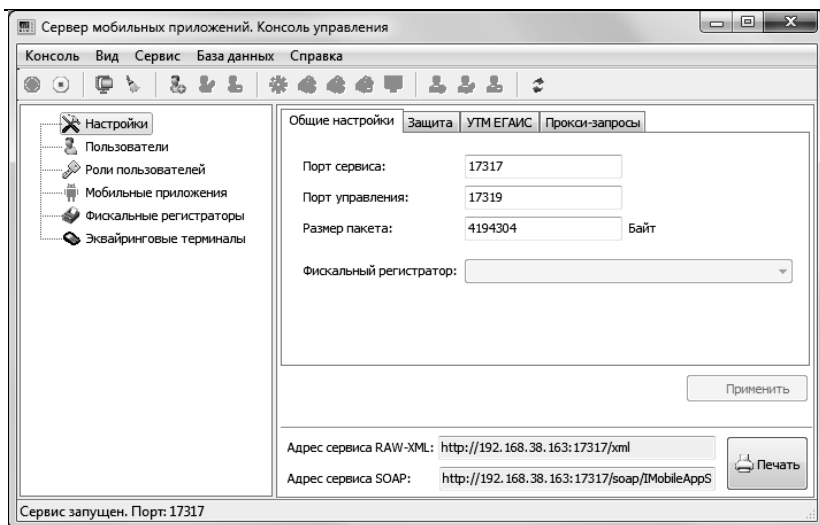 Сервер мобильных приложений. Консоль управления
Консоль Вид Сервис База данных Справка
Настройки
Пользователи
Роли пользователей
Мобильные приложения
Фискальные регистраторы
Эквайринговые терминалы
Общие настройки Защита УТМ ЕГАИС Прокси-запросы
Порт сервиса: 17317
Порт управления: 17319
Размер пакета: 4194304 Байт
Фискальный регистратор:
Применить
Адрес сервиса RAW-XML: http://192.168.38.163:17317/xml
Адрес сервиса SOAP: http://192.168.38.163:17317/soap/IMobileAppS
Печать
Сервис запущен. Порт: 17317